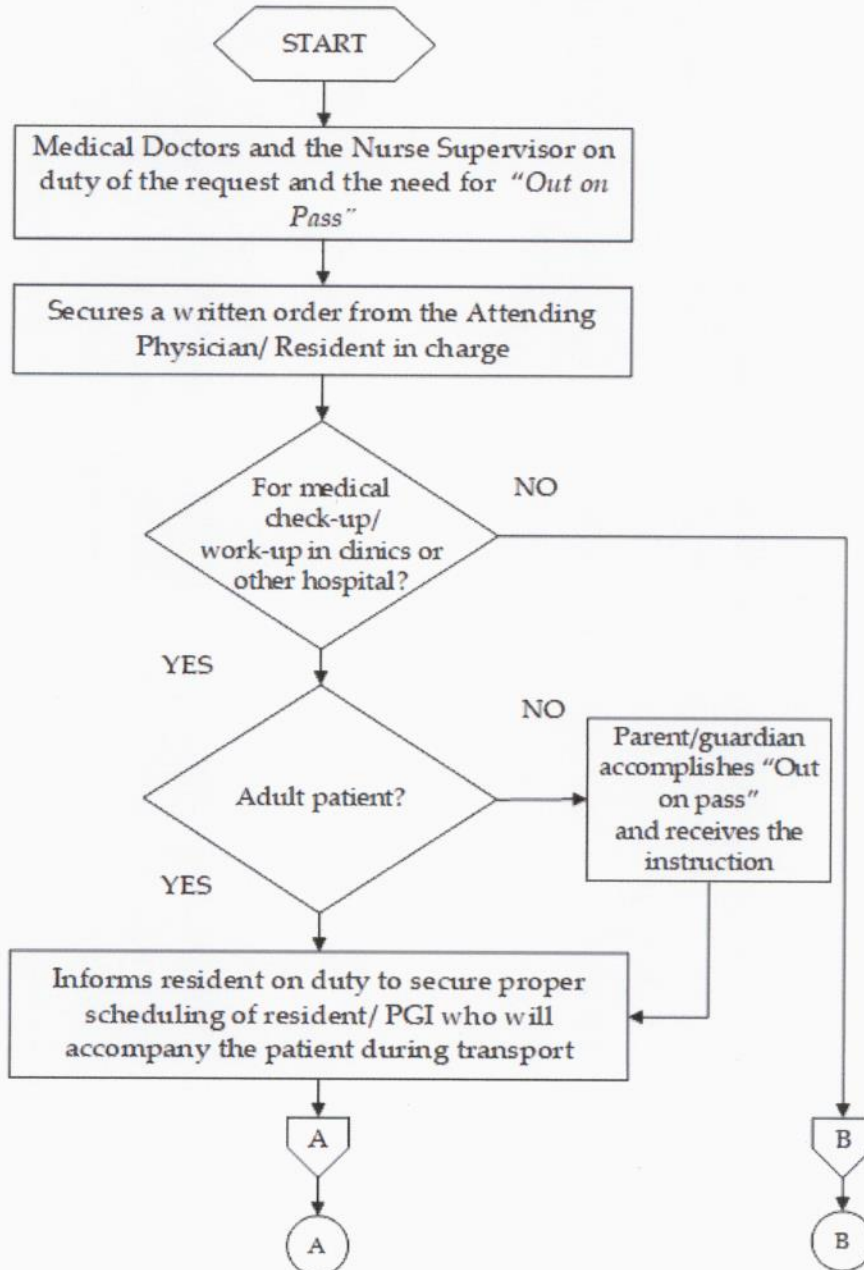 START
Medical Doctors and the Nurse Supervisor on
duty of the request and the need for "Out on
Pass"
Secures a written order from the Attending
Physician/ Resident in charge
For medical
check-up/
work-up in clinics or
other hospital?
NO
YES
Adult patient?
NO
Parent/guardian
accomplishes "Out
on pass"
and receives the
instruction
YES
Informs resident on duty to secure proper
scheduling of resident/ PGI who will
accompany the patient during transport
A
B
A
B